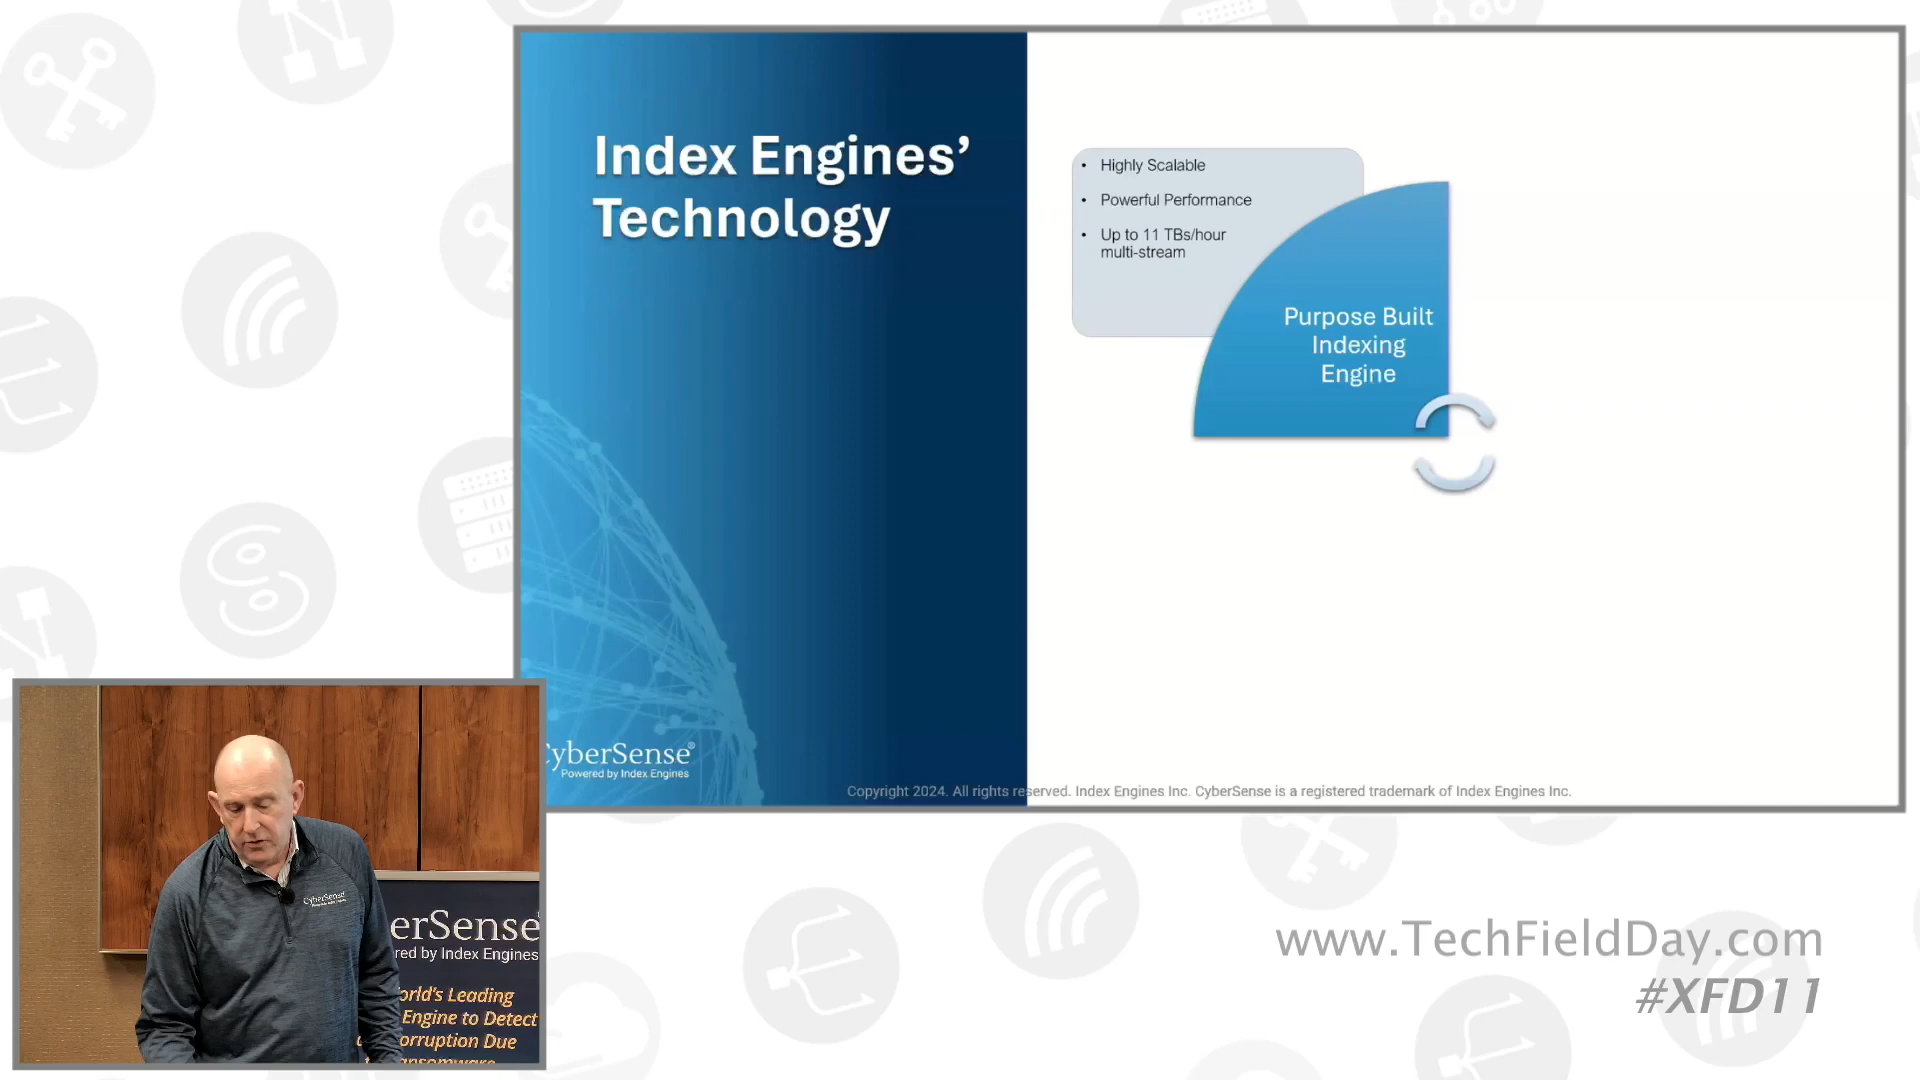 Index Engines’
Technology
• Highly Scalable
• Powerful Performance
• Up to 11 TBs/hour
multi-stream
Purpose Built
Indexing
Engine
CyberSense®
Powered by Index Engines
Copyright 2024. All rights reserved. Index Engines Inc. CyberSense is a registered trademark of Index Engines Inc.
CyberSense
erSense
red by Index Engines
orld's Leading
Engine to Detect
orruption Due
ansomware
www.TechFieldDay.com
#XFD11